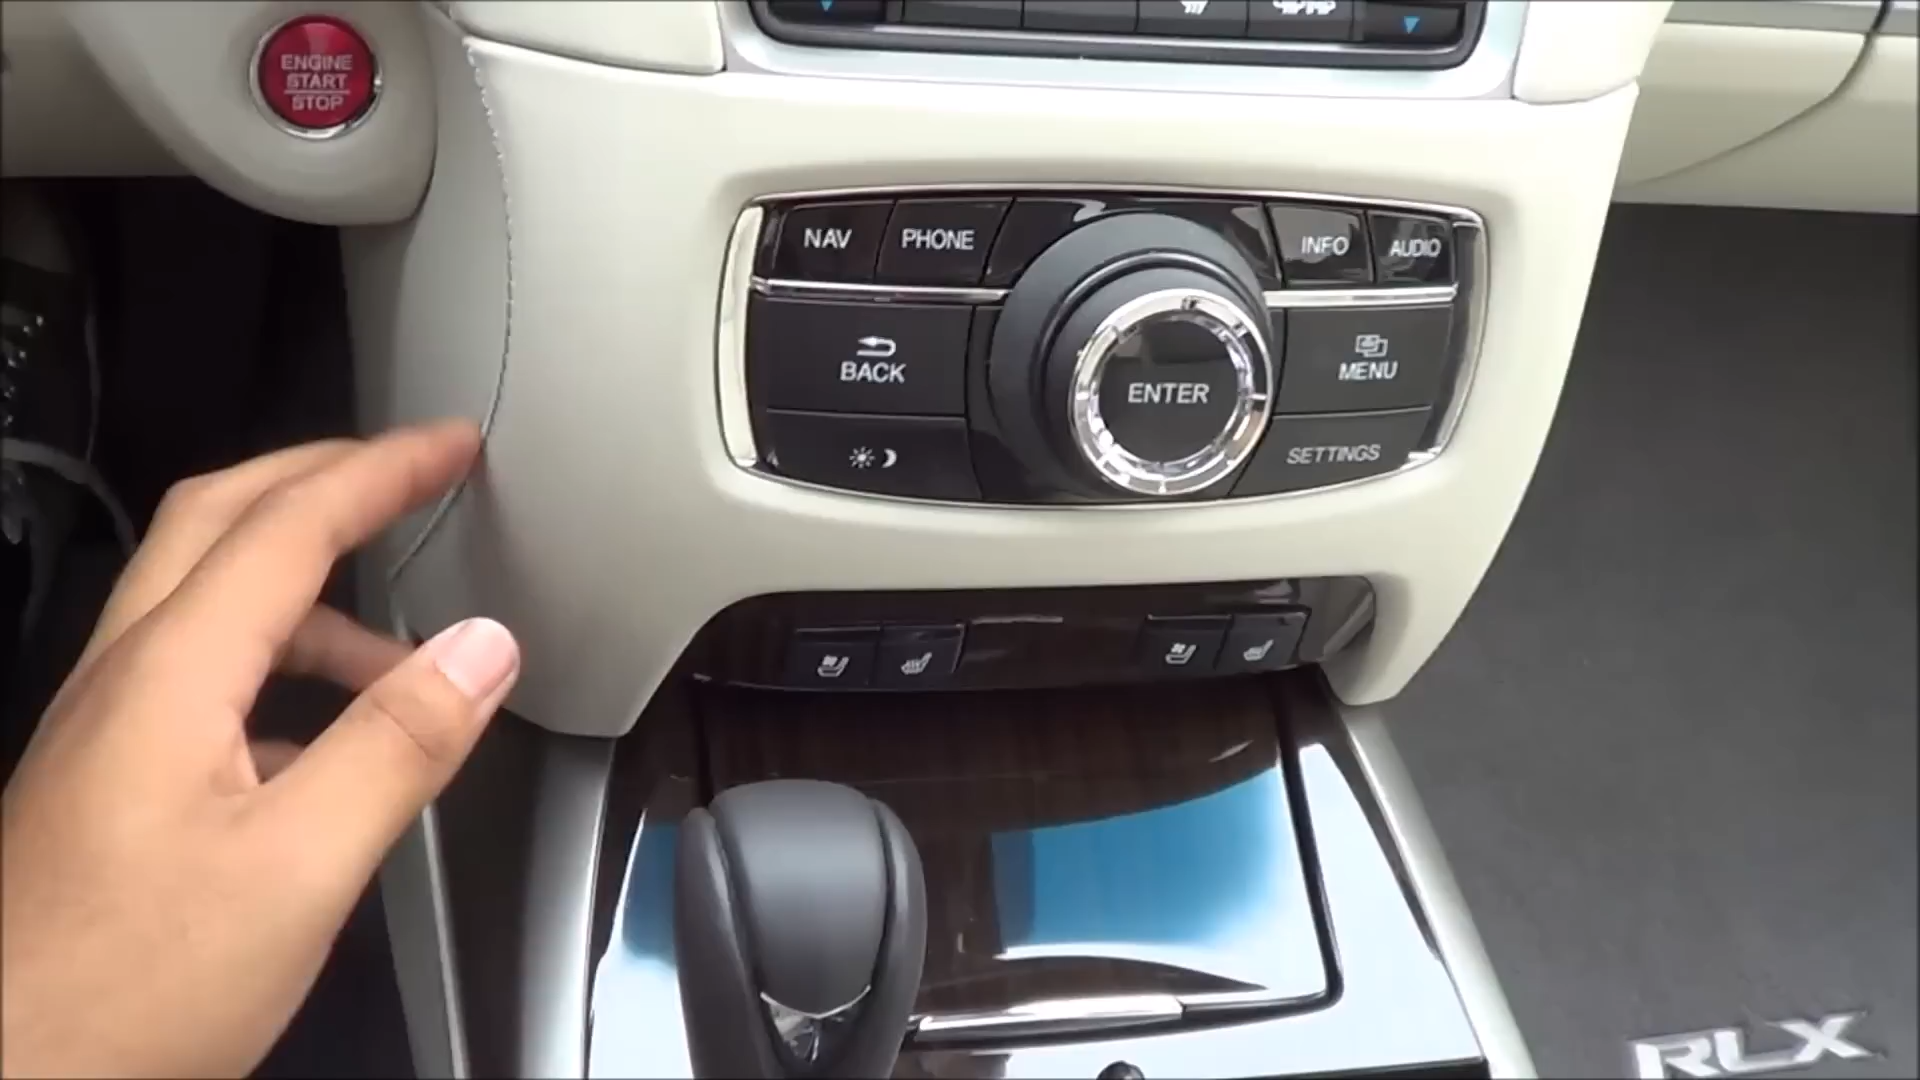 ENGINE
START
STOP
NAV
PHONE
INFO
AUDIO
BACK
ENTER
MENU
SETTINGS
RLX